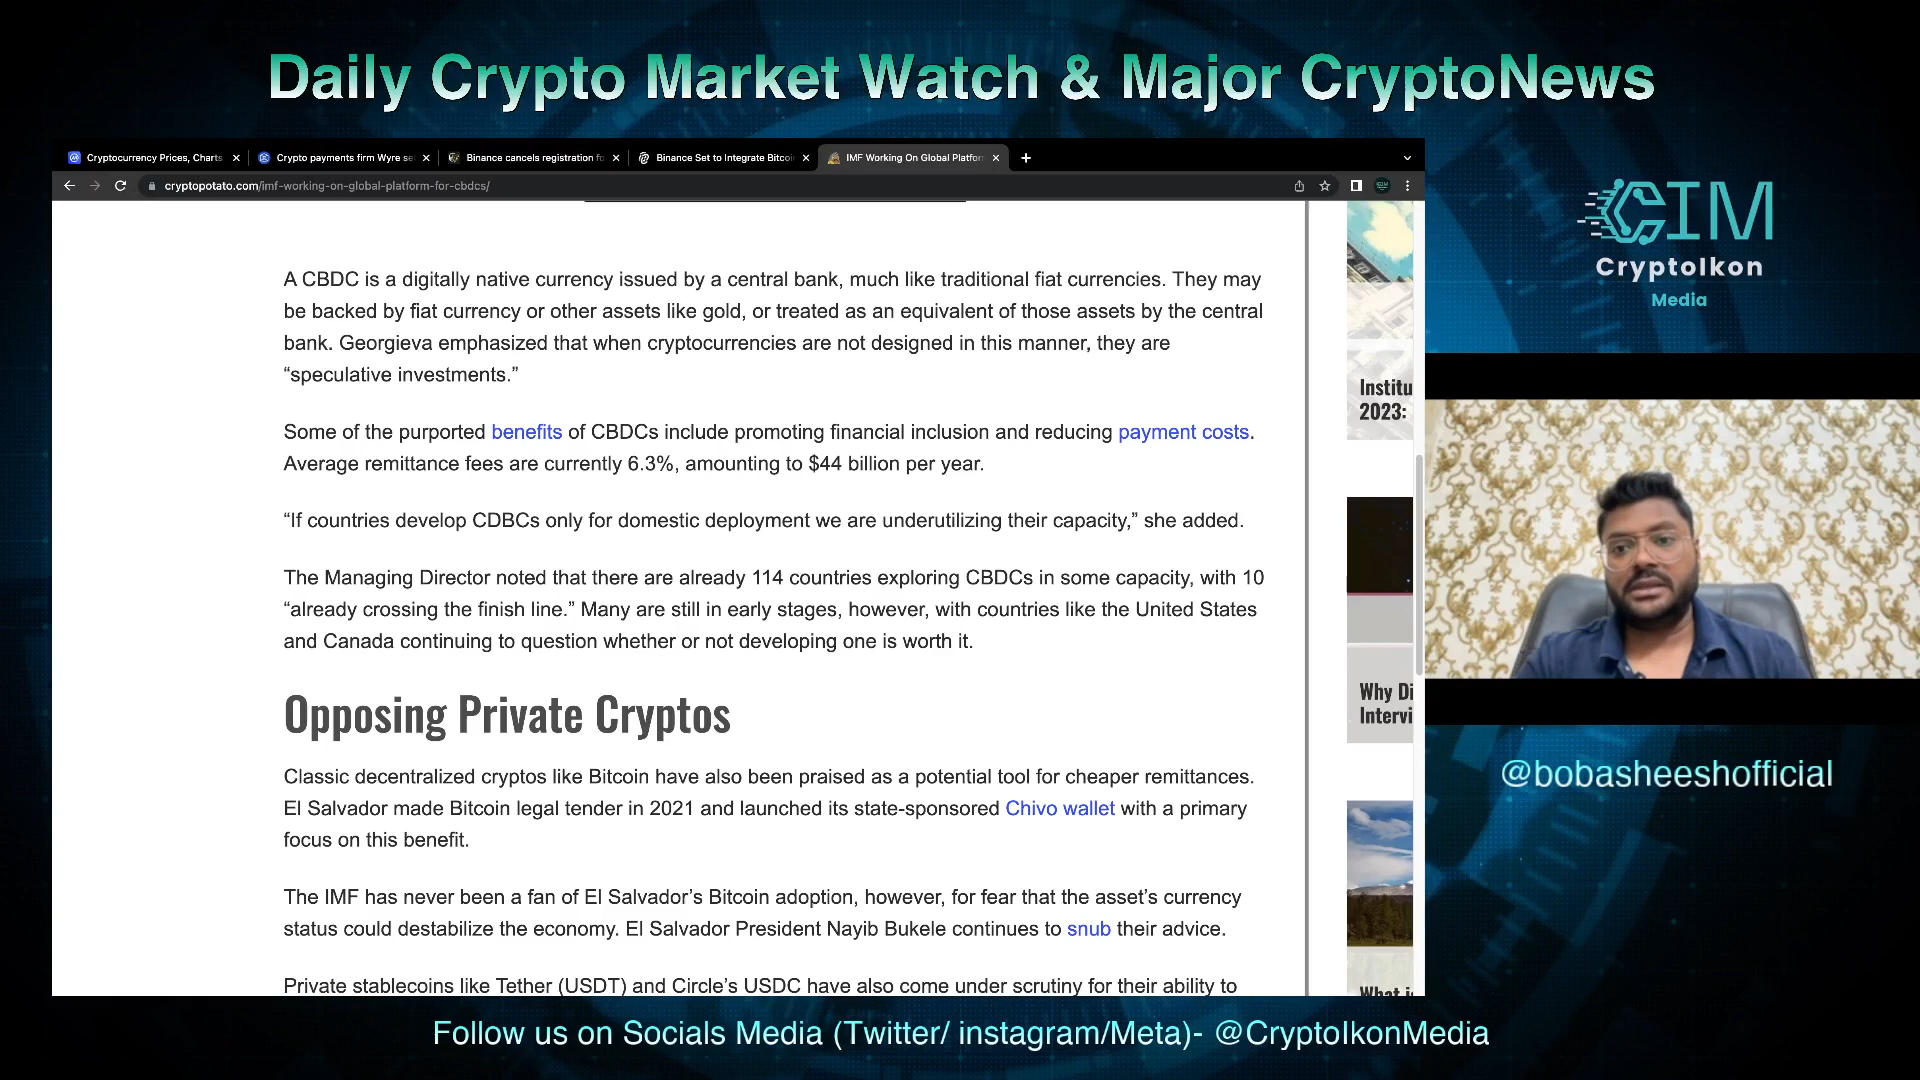 Daily Crypto Market Watch & Major CryptoNews
Cryptocurrency Prices, Charts
Crypto payments firm Wyre se
Binance cancels registration fo
Binance Set to Integrate Bitcoi
IMF Working On Global Platfor
cryptopotato.com/imf-working-on-global-platform-for-cbdcs/
A CBDC is a digitally native currency issued by a central bank, much like traditional fiat currencies. They may
be backed by fiat currency or other assets like gold, or treated as an equivalent of those assets by the central
bank. Georgieva emphasized that when cryptocurrencies are not designed in this manner, they are
“speculative investments.”
Some of the purported benefits of CBDCs include promoting financial inclusion and reducing payment costs.
Average remittance fees are currently 6.3%, amounting to $44 billion per year.
“If countries develop CDBCs only for domestic deployment we are underutilizing their capacity,” she added.
The Managing Director noted that there are already 114 countries exploring CBDCs in some capacity, with 10
“already crossing the finish line.” Many are still in early stages, however, with countries like the United States
and Canada continuing to question whether or not developing one is worth it.
Opposing Private Cryptos
Classic decentralized cryptos like Bitcoin have also been praised as a potential tool for cheaper remittances.
El Salvador made Bitcoin legal tender in 2021 and launched its state-sponsored Chivo wallet with a primary
focus on this benefit.
The IMF has never been a fan of El Salvador’s Bitcoin adoption, however, for fear that the asset’s currency
status could destabilize the economy. El Salvador President Nayib Bukele continues to snub their advice.
Private stablecoins like Tether (USDT) and Circle’s USDC have also come under scrutiny for their ability to
Institu
2023:
Why Di
Intervi
What is
CIM
CryptoIkon
Media
@bobasheeshofficial
Follow us on Socials Media (Twitter/ instagram/Meta)- @CryptoIkonMedia